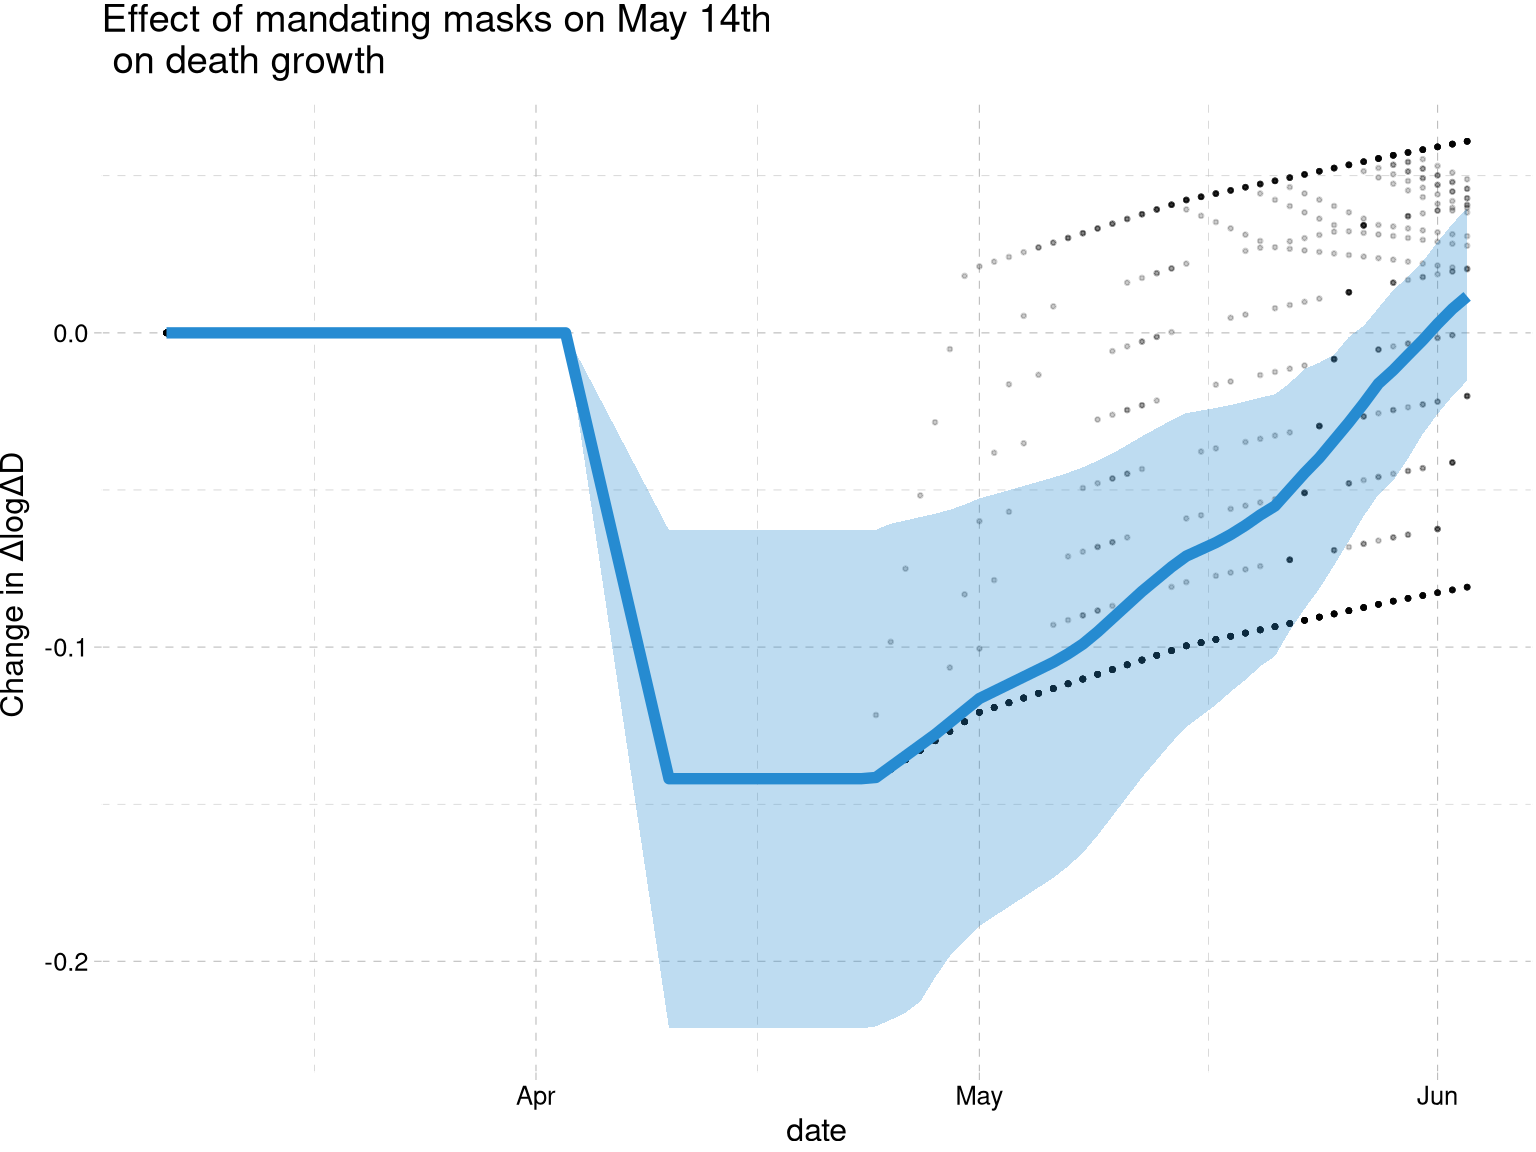 Effect of mandating masks on May 14th
on death growth
Change in ΔlogΔD
0.0
-0.1
-0.2
Apr
May
Jun
date